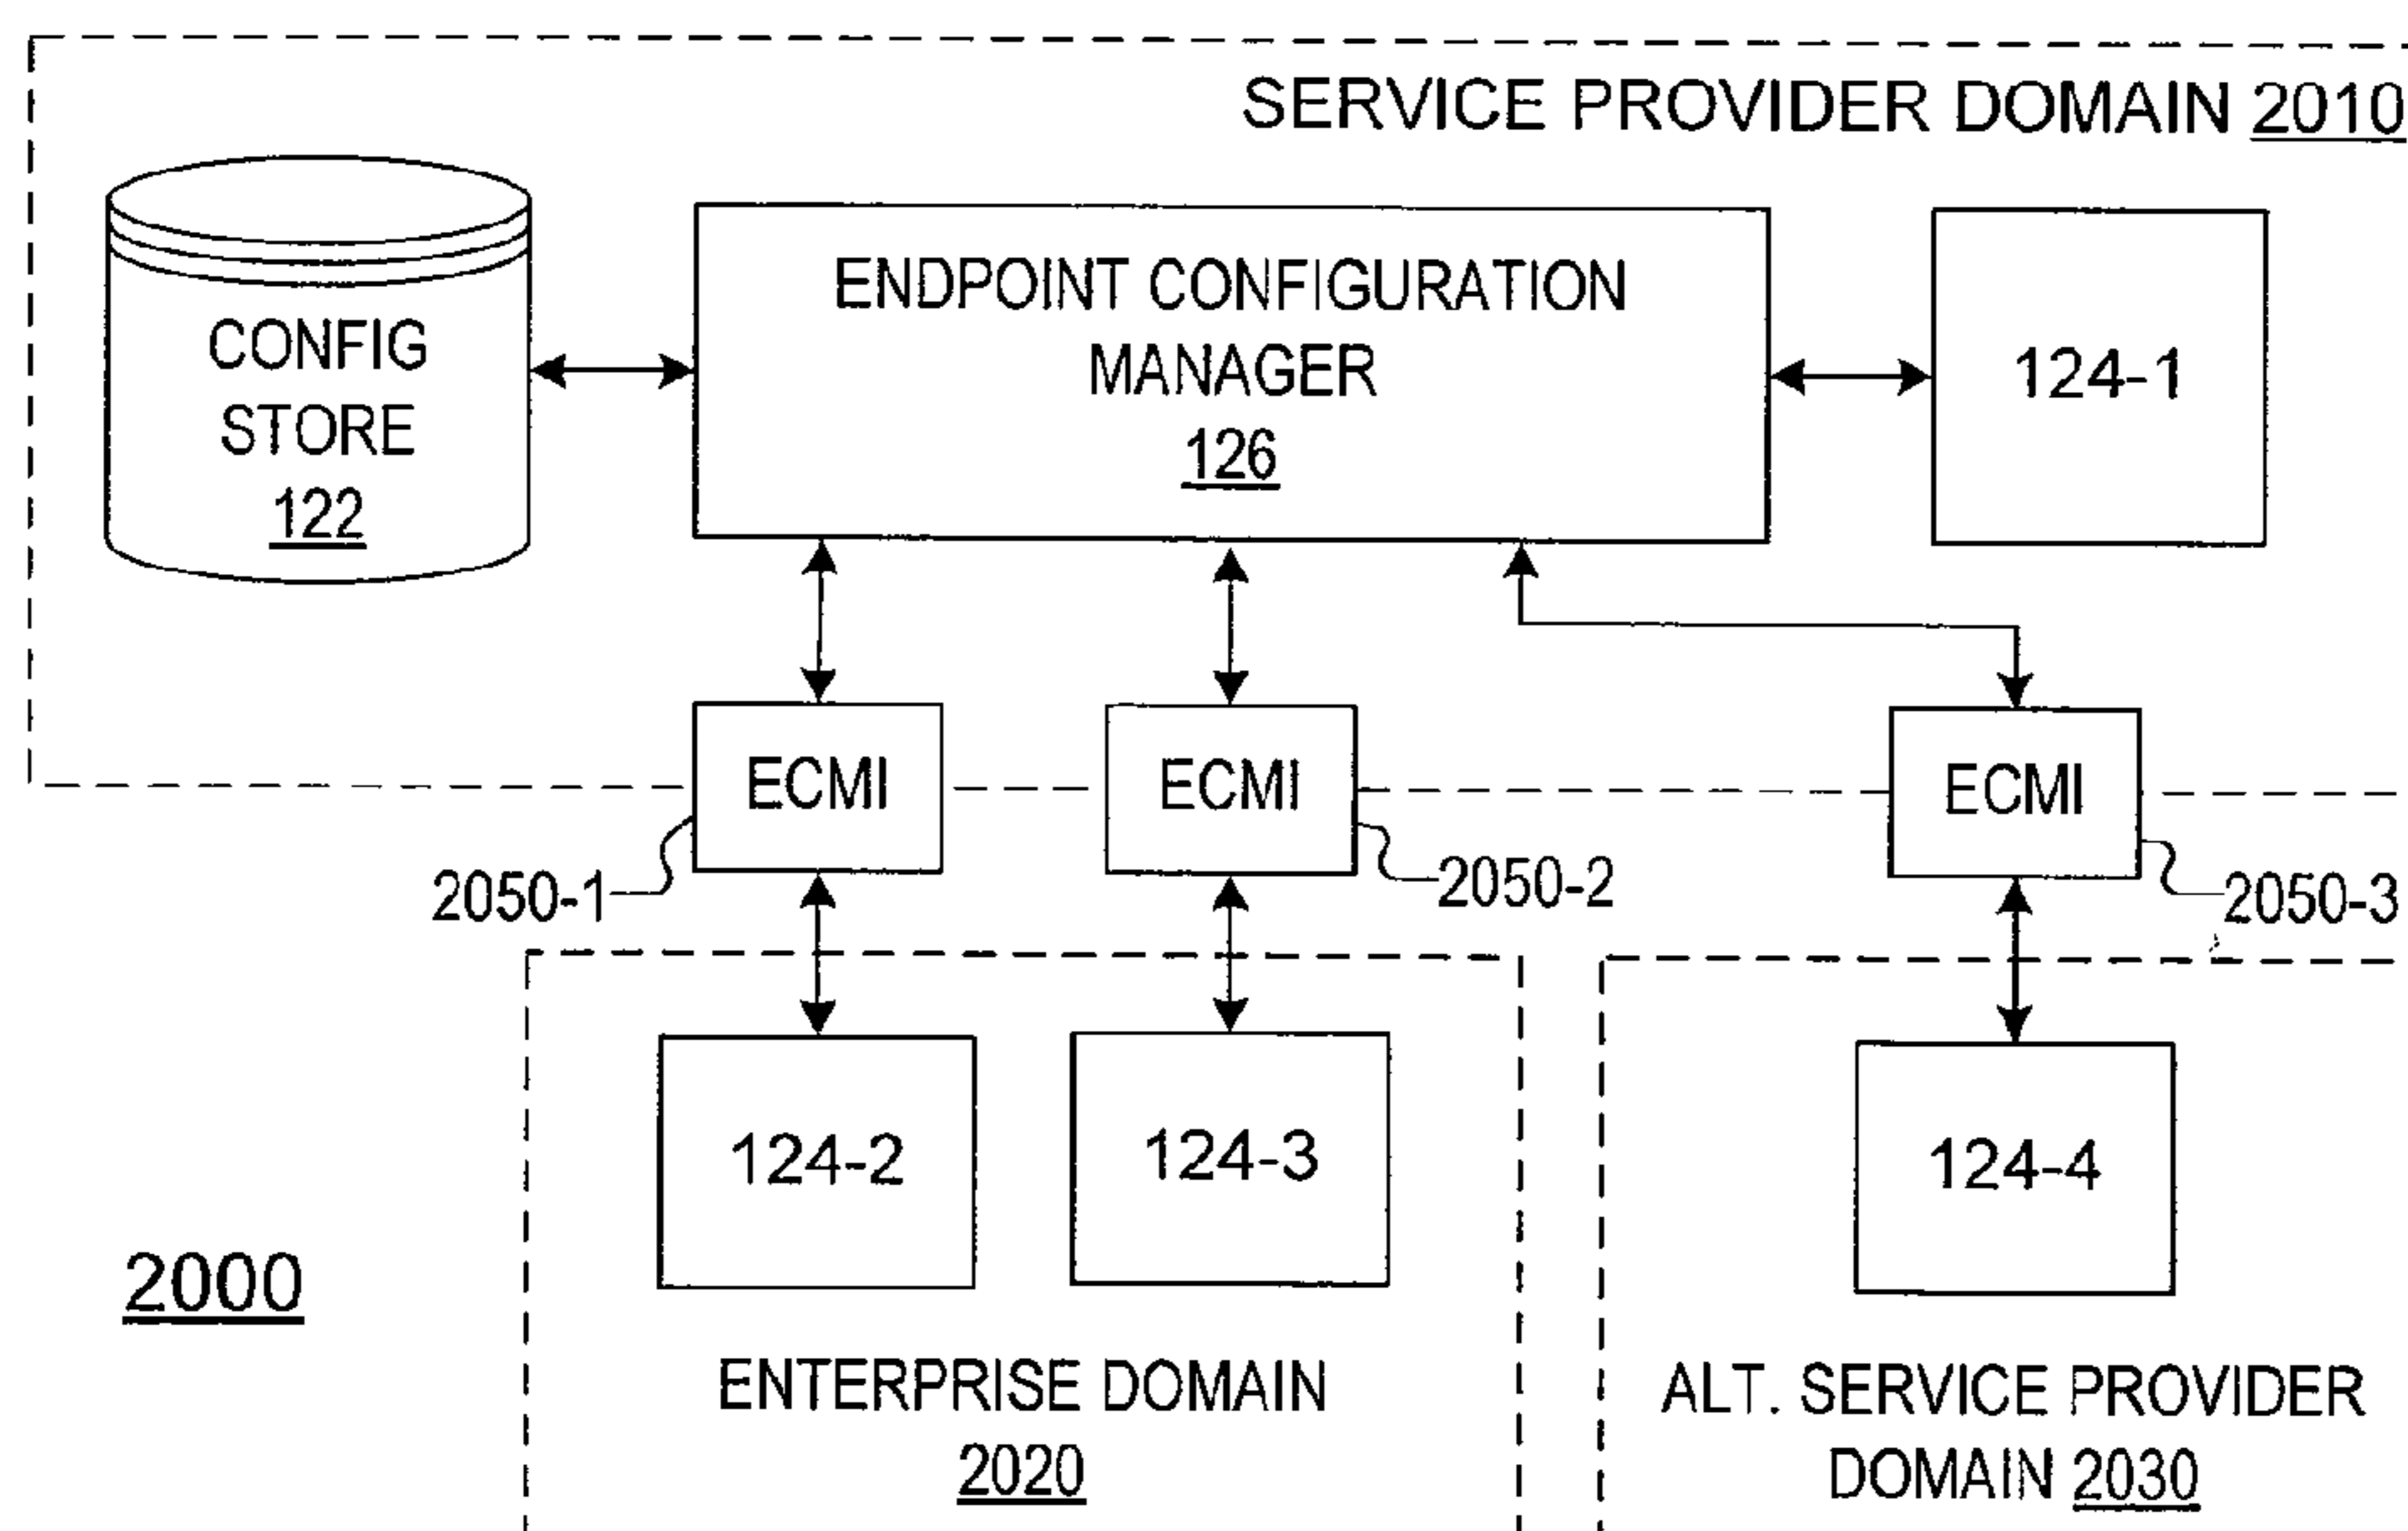 SERVICE PROVIDER DOMAIN 2010
CONFIG
STORE
122
ENDPOINT CONFIGURATION
MANAGER
126
124-1
ECMI
ECMI
ECMI
2050-1
2050-2
2050-3
124-2
124-3
124-4
2000
ENTERPRISE DOMAIN
2020
ALT. SERVICE PROVIDER
DOMAIN 2030